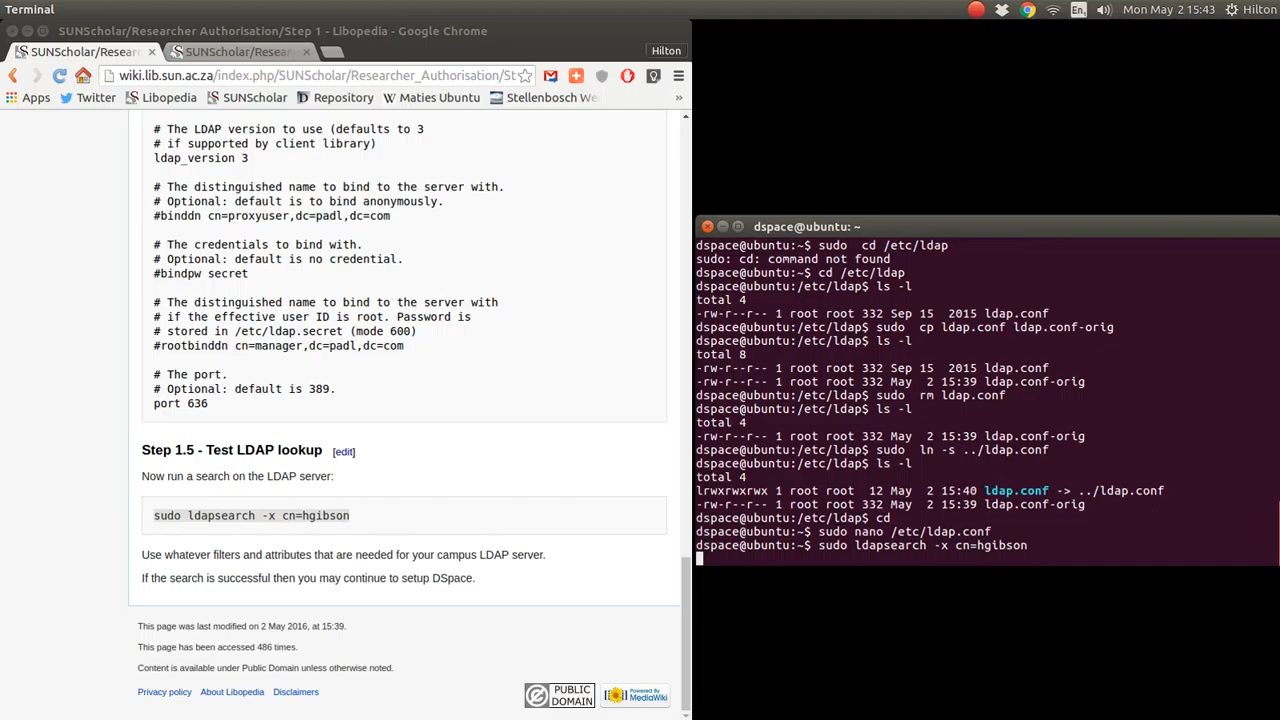 Terminal
En
Mon May 2 15:43
Hilton
SUNScholar/Researcher Authorisation/Step 1 - Libopedia - Google Chrome
SUNScholar/Resear
SUNScholar/Resear
Hilton
wiki.lib.sun.ac.za/index.php/SUNScholar/Researcher_Authorisation/St
Apps
Twitter
Libopedia
SUNScholar
Repository
Maties Ubuntu
Stellenbosch We
»
# The LDAP version to use (defaults to 3
# if supported by client library)
ldap_version 3
# The distinguished name to bind to the server with.
# Optional: default is to bind anonymously.
#binddn cn=proxyuser,dc=padl,dc=com
# The credentials to bind with.
# Optional: default is no credential.
#bindpw secret
# The distinguished name to bind to the server with
# if the effective user ID is root. Password is
# stored in /etc/ldap.secret (mode 600)
#rootbinddn cn=manager,dc=padl,dc=com
# The port.
# Optional: default is 389.
port 636
Step 1.5 - Test LDAP lookup [edit]
Now run a search on the LDAP server:
sudo ldapsearch -x cn=hgibson
Use whatever filters and attributes that are needed for your campus LDAP server.
If the search is successful then you may continue to setup DSpace.
This page was last modified on 2 May 2016, at 15:39.
This page has been accessed 486 times.
Content is available under Public Domain unless otherwise noted.
Privacy policy About Libopedia Disclaimers
PUBLIC
DOMAIN
Powered By
MediaWiki
dspace@ubuntu: ~
dspace@ubuntu:~$ sudo  cd /etc/ldap
sudo: cd: command not found
dspace@ubuntu:~$ cd /etc/ldap
dspace@ubuntu:/etc/ldap$ ls -l
total 4
-rw-r--r-- 1 root root 332 Sep 15  2015 ldap.conf
dspace@ubuntu:/etc/ldap$ sudo  cp ldap.conf ldap.conf-orig
dspace@ubuntu:/etc/ldap$ ls -l
total 8
-rw-r--r-- 1 root root 332 Sep 15  2015 ldap.conf
-rw-r--r-- 1 root root 332 May  2 15:39 ldap.conf-orig
dspace@ubuntu:/etc/ldap$ sudo  rm ldap.conf
dspace@ubuntu:/etc/ldap$ ls -l
total 4
-rw-r--r-- 1 root root 332 May  2 15:39 ldap.conf-orig
dspace@ubuntu:/etc/ldap$ sudo  ln -s ../ldap.conf
dspace@ubuntu:/etc/ldap$ ls -l
total 4
lrwxrwxrwx 1 root root  12 May  2 15:40 ldap.conf -> ../ldap.conf
-rw-r--r-- 1 root root 332 May  2 15:39 ldap.conf-orig
dspace@ubuntu:/etc/ldap$ cd
dspace@ubuntu:~$ sudo nano /etc/ldap.conf
dspace@ubuntu:~$ sudo ldapsearch -x cn=hgibson